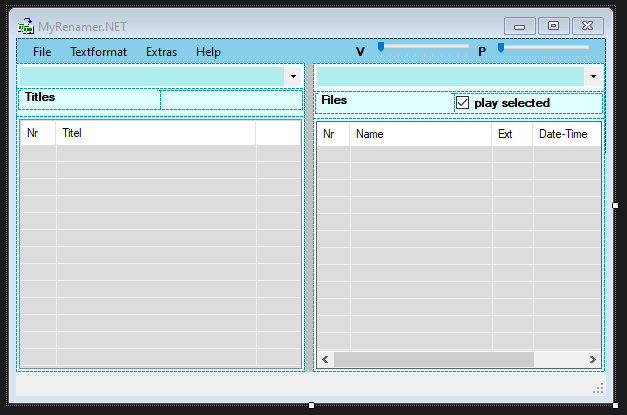 MyRenamer.NET
File Textformat Extras Help V P
Titles
Files play selected
Nr Titel
Nr Name Ext Date-Time